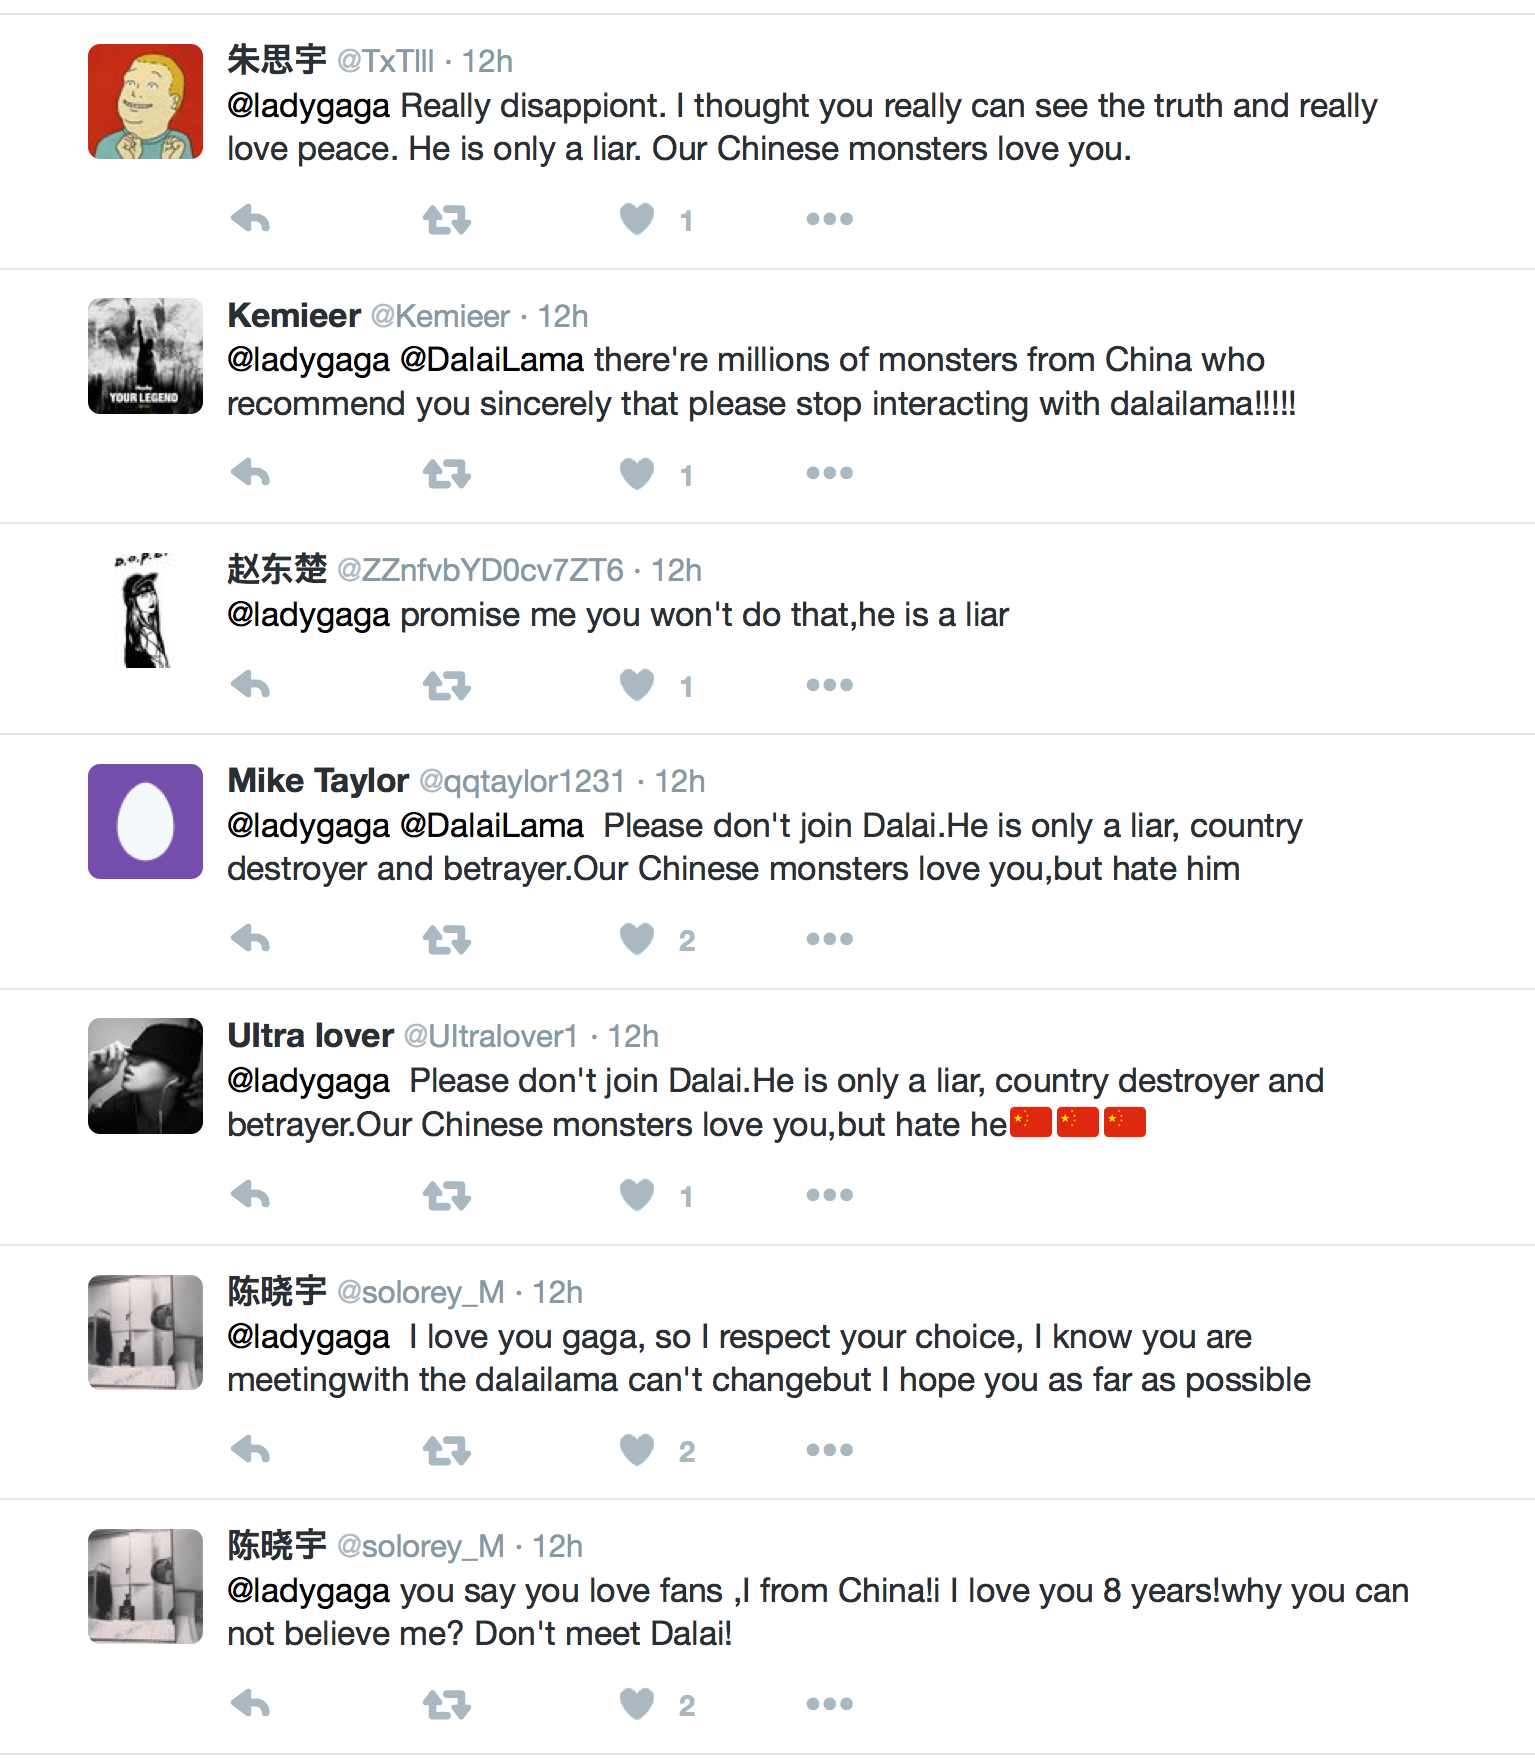 朱思宇 @TxTlll · 12h
@ladygaga Really disappiont. I thought you really can see the truth and really
love peace. He is only a liar. Our Chinese monsters love you.
1
Kemieer @Kemieer · 12h
@ladygaga @DalaiLama there're millions of monsters from China who
recommend you sincerely that please stop interacting with dalailama!!!!!
YOUR LEGEND
1
D.O.P.E.
赵东楚 @ZZnfvbYD0cv7ZT6 · 12h
@ladygaga promise me you won't do that,he is a liar
1
Mike Taylor @qqtaylor1231 · 12h
@ladygaga @DalaiLama Please don't join Dalai.He is only a liar, country
destroyer and betrayer.Our Chinese monsters love you,but hate him
2
Ultra lover @Ultralover1 · 12h
@ladygaga Please don't join Dalai.He is only a liar, country destroyer and
betrayer.Our Chinese monsters love you,but hate he🇨🇳🇨🇳🇨🇳
1
陈晓宇 @solorey_M · 12h
@ladygaga I love you gaga, so I respect your choice, I know you are
meetingwith the dalailama can't changebut I hope you as far as possible
2
陈晓宇 @solorey_M · 12h
@ladygaga you say you love fans ,I from China!i I love you 8 years!why you can
not believe me? Don't meet Dalai!
2